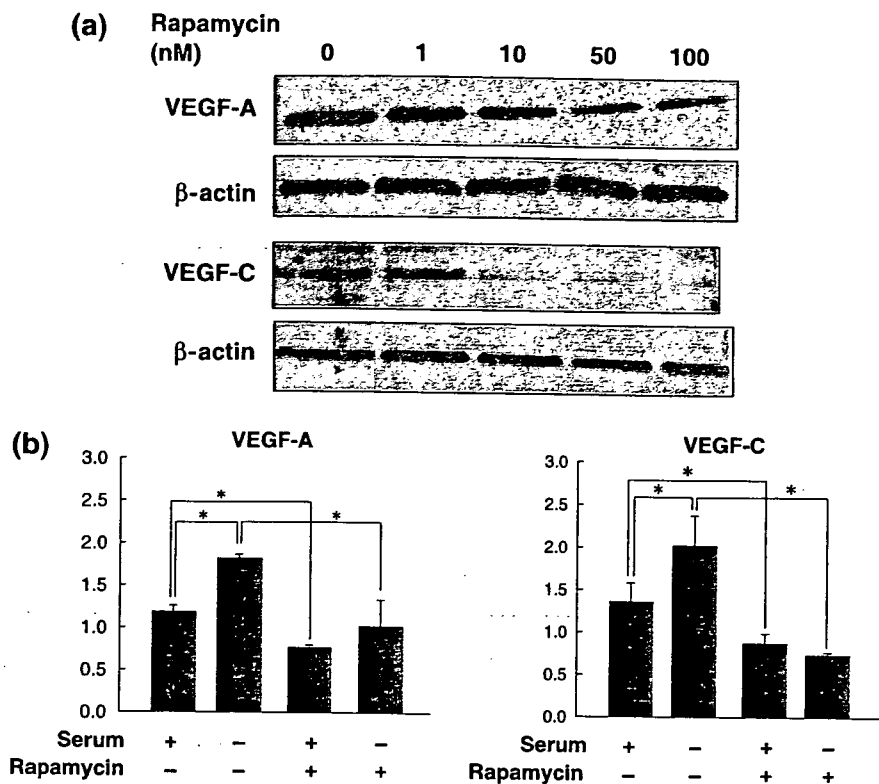 (a) Rapamycin
(nM) 0 1 10 50 100
VEGF-A
β-actin
VEGF-C
β-actin
(b)
VEGF-A
3.0
2.5
2.0
1.5
1.0
0.5
0.0
* * *
Serum + − + −
Rapamycin − − + +
VEGF-C
3.0
2.5
2.0
1.5
1.0
0.5
0.0
* * *
Serum + − + −
Rapamycin − − + +